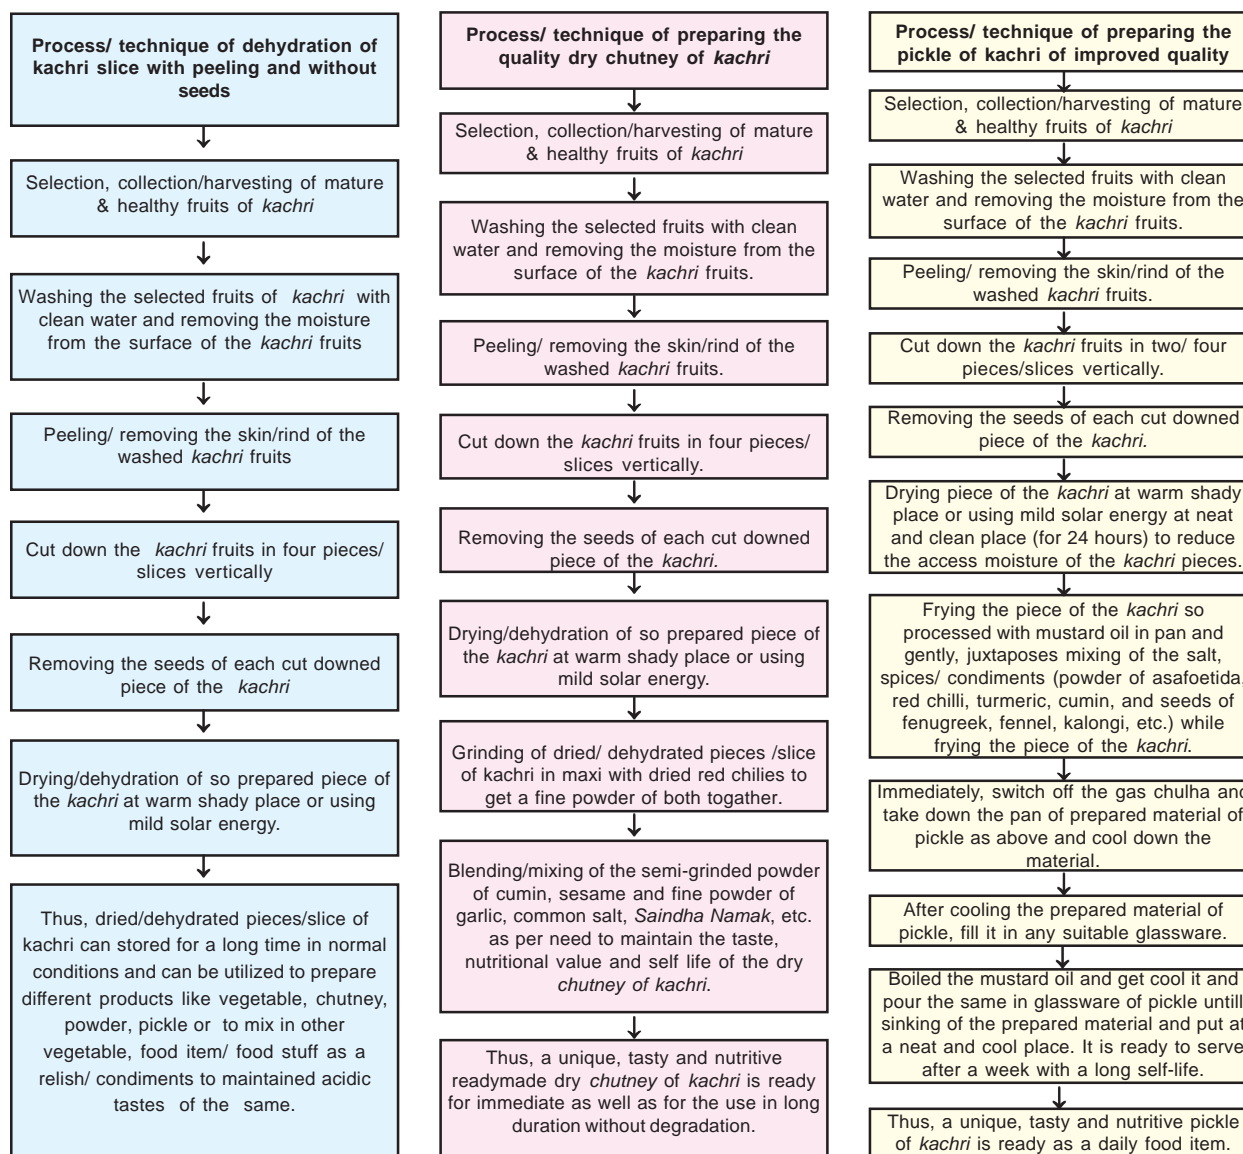 Process/ technique of dehydration of
kachri slice with peeling and without
seeds
Selection, collection/harvesting of mature
& healthy fruits of kachri
Washing the selected fruits of kachri with
clean water and removing the moisture
from the surface of the kachri fruits
Peeling/ removing the skin/rind of the
washed kachri fruits
Cut down the kachri fruits in four pieces/
slices vertically
Removing the seeds of each cut downed
piece of the kachri
Drying/dehydration of so prepared piece of
the kachri at warm shady place or using
mild solar energy.
Thus, dried/dehydrated pieces/slice of
kachri can stored for a long time in normal
conditions and can be utilized to prepare
different products like vegetable, chutney,
powder, pickle or to mix in other
vegetable, food item/ food stuff as a
relish/ condiments to maintained acidic
tastes of the same.
Process/ technique of preparing the
quality dry chutney of kachri
Selection, collection/harvesting of mature
& healthy fruits of kachri
Washing the selected fruits with clean
water and removing the moisture from the
surface of the kachri fruits.
Peeling/ removing the skin/rind of the
washed kachri fruits.
Cut down the kachri fruits in four pieces/
slices vertically.
Removing the seeds of each cut downed
piece of the kachri.
Drying/dehydration of so prepared piece of
the kachri at warm shady place or using
mild solar energy.
Grinding of dried/ dehydrated pieces /slice
of kachri in maxi with dried red chilies to
get a fine powder of both togather.
Blending/mixing of the semi-grinded powder
of cumin, sesame and fine powder of
garlic, common salt, Saindha Namak, etc.
as per need to maintain the taste,
nutritional value and self life of the dry
chutney of kachri.
Thus, a unique, tasty and nutritive
readymade dry chutney of kachri is ready
for immediate as well as for the use in long
duration without degradation.
Process/ technique of preparing the
pickle of kachri of improved quality
Selection, collection/harvesting of mature
& healthy fruits of kachri
Washing the selected fruits with clean
water and removing the moisture from the
surface of the kachri fruits.
Peeling/ removing the skin/rind of the
washed kachri fruits.
Cut down the kachri fruits in two/ four
pieces/slices vertically.
Removing the seeds of each cut downed
piece of the kachri.
Drying piece of the kachri at warm shady
place or using mild solar energy at neat
and clean place (for 24 hours) to reduce
the access moisture of the kachri pieces.
Frying the piece of the kachri so
processed with mustard oil in pan and
gently, juxtaposes mixing of the salt,
spices/ condiments (powder of asafoetida,
red chilli, turmeric, cumin, and seeds of
fenugreek, fennel, kalongi, etc.) while
frying the piece of the kachri.
Immediately, switch off the gas chulha and
take down the pan of prepared material of
pickle as above and cool down the
material.
After cooling the prepared material of
pickle, fill it in any suitable glassware.
Boiled the mustard oil and get cool it and
pour the same in glassware of pickle untill
sinking of the prepared material and put at
a neat and cool place. It is ready to serve
after a week with a long self-life.
Thus, a unique, tasty and nutritive pickle
of kachri is ready as a daily food item.